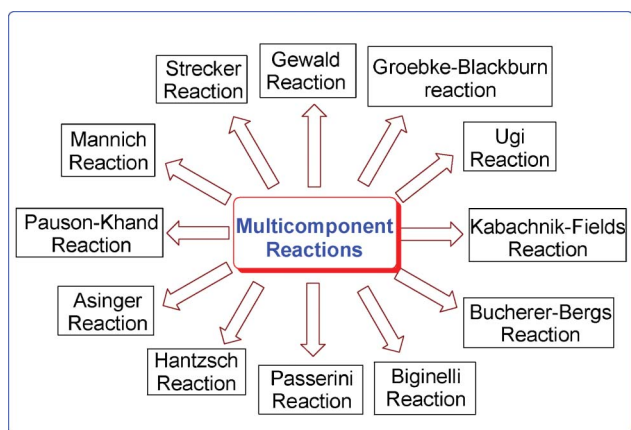 Gewald
Reaction
Groebke-Blackburn
reaction
Strecker
Reaction
Ugi
Reaction
Mannich
Reaction
Multicomponent
Reactions
Pauson-Khand
Reaction
Kabachnik-Fields
Reaction
Asinger
Reaction
Bucherer-Bergs
Reaction
Hantzsch
Reaction
Passerini
Reaction
Biginelli
Reaction